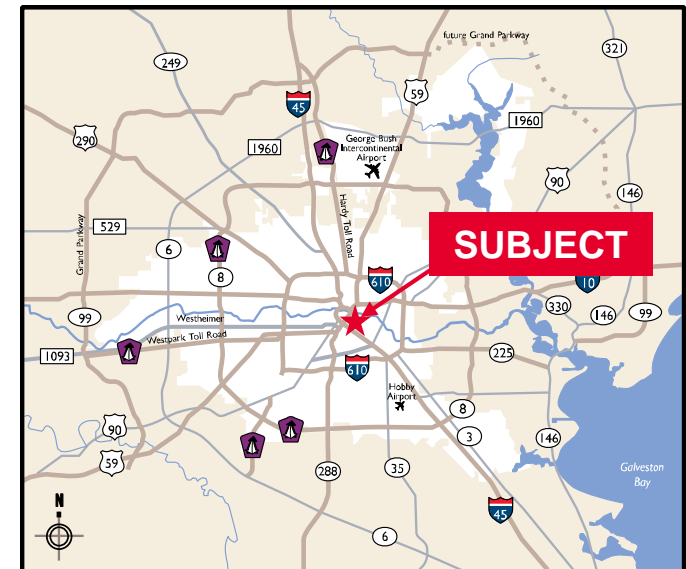 future Grand Parkway
321
249
59
45
1960
290
George Bush
Intercontinental
Airport
1960
90
146
Hardy Toll Road
529
Grand Parkway
6
SUBJECT
8
610
10
99
Westheimer
330
146
99
Westpark Toll Road
1093
225
610
Hobby
Airport
8
90
3
146
59
288
35
Galveston
Bay
N
45
6